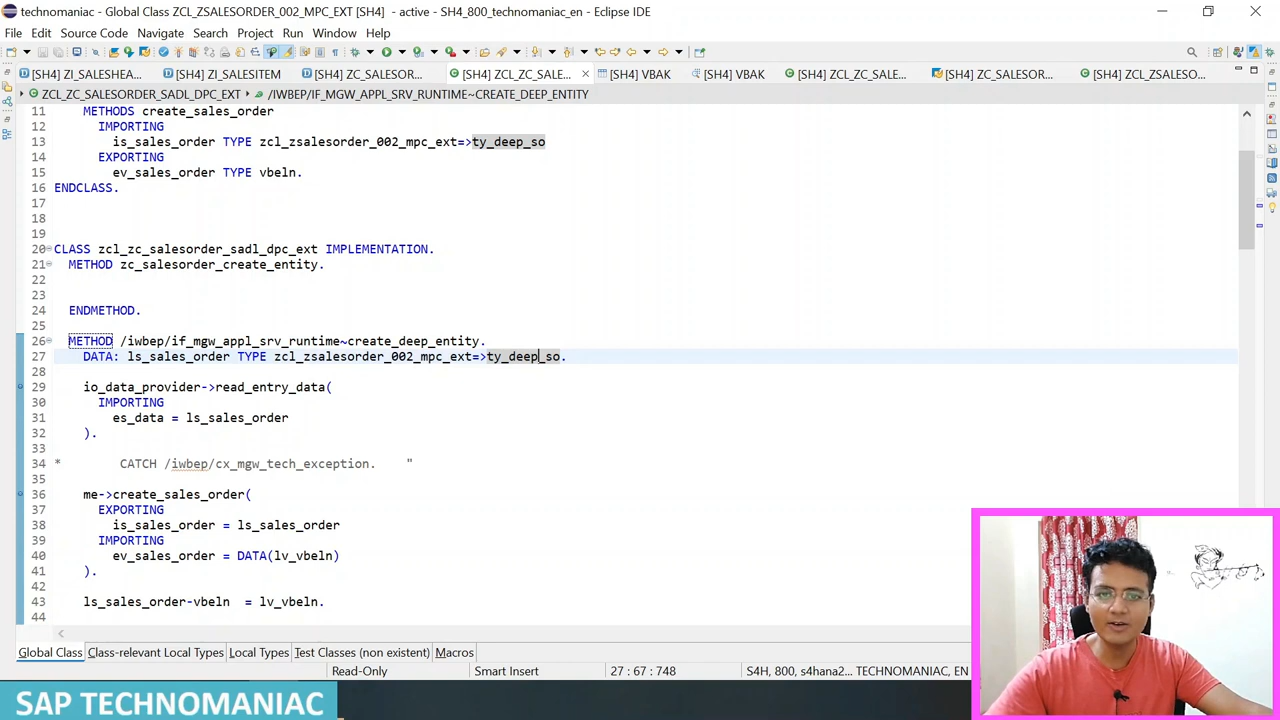 technomaniac - Global Class ZCL_ZSALESORDER_002_MPC_EXT [SH4] - active - SH4_800_technomaniac_en - Eclipse IDE
File Edit Source Code Navigate Search Project Run Window Help
[SH4] ZI_SALESHEA... [SH4] ZI_SALESITEM [SH4] ZC_SALESOR... [SH4] ZCL_ZC_SALE... [SH4] VBAK [SH4] VBAK [SH4] ZCL_ZC_SALE... [SH4] ZC_SALESOR... [SH4] ZCL_ZSALESO...
ZCL_ZC_SALESORDER_SADL_DPC_EXT /IWBEP/IF_MGW_APPL_SRV_RUNTIME~CREATE_DEEP_ENTITY
11 METHODS create_sales_order
12 IMPORTING
13 is_sales_order TYPE zcl_zsalesorder_002_mpc_ext=>ty_deep_so
14 EXPORTING
15 ev_sales_order TYPE vbeln.
16 ENDCLASS.
17
18
19
20 CLASS zcl_zc_salesorder_sadl_dpc_ext IMPLEMENTATION.
21 METHOD zc_salesorder_create_entity.
22
23
24 ENDMETHOD.
25
26 METHOD /iwbep/if_mgw_appl_srv_runtime~create_deep_entity.
27 DATA: ls_sales_order TYPE zcl_zsalesorder_002_mpc_ext=>ty_deep_so.
28
29 io_data_provider->read_entry_data(
30 IMPORTING
31 es_data = ls_sales_order
32 ).
33
34 * CATCH /iwbep/cx_mgw_tech_exception. "
35
36 me->create_sales_order(
37 EXPORTING
38 is_sales_order = ls_sales_order
39 IMPORTING
40 ev_sales_order = DATA(lv_vbeln)
41 ).
42
43 ls_sales_order-vbeln = lv_vbeln.
44
Global Class Class-relevant Local Types Local Types Test Classes (non existent) Macros
Read-Only Smart Insert 27 : 67 : 748 S4H, 800, s4hana2... TECHNOMANIAC, EN
SAP TECHNOMANIAC